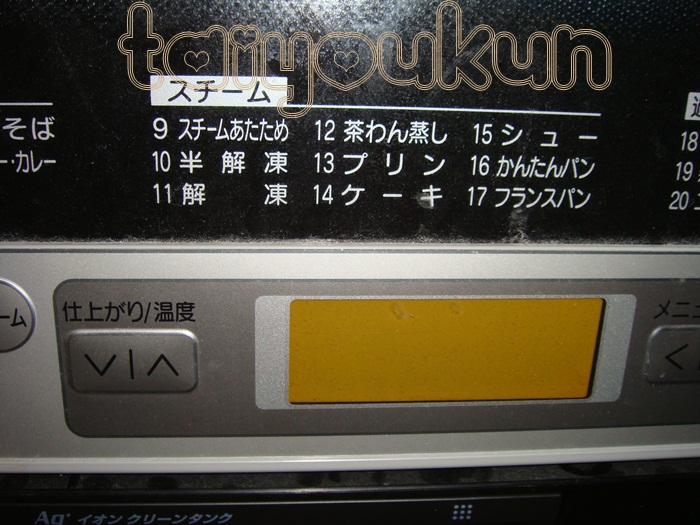 taiyoukun
スチーム
そば
9 スチームあたため 12 茶わん蒸し 15 シュー
18
ー・カレー
10 半解凍 13 プリン 16 かんたんパン
19
11 解凍 14 ケーキ 17 フランスパン
20
ーム
仕上がり/温度
メニュ
Ag+ イオン クリーンタンク